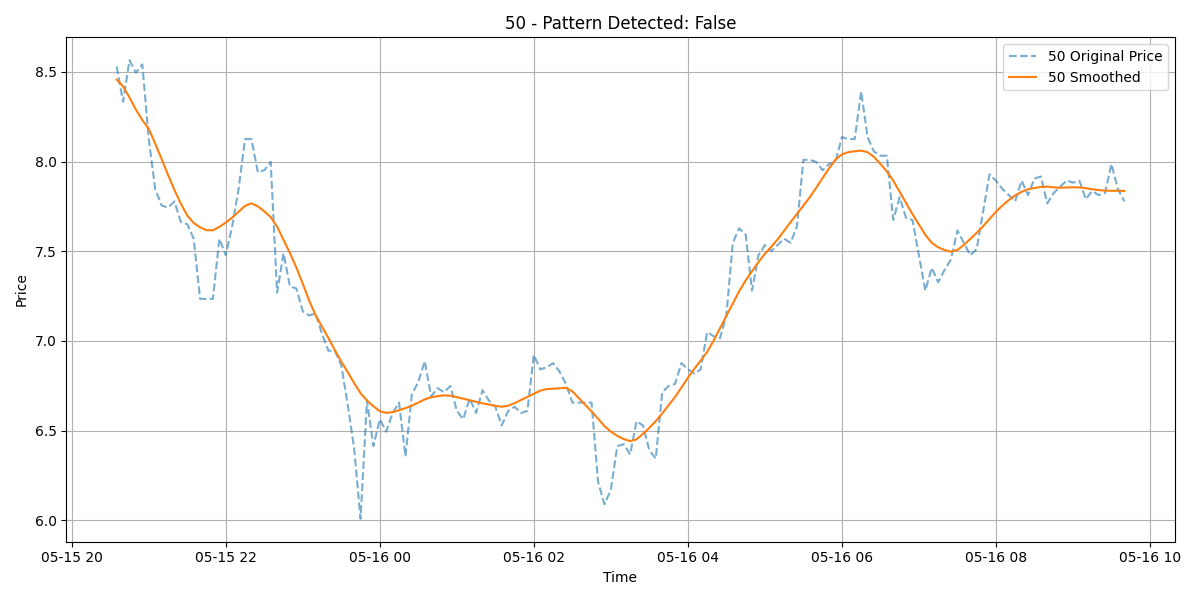 50 - Pattern Detected: False
50 Original Price
50 Smoothed
Price
8.5
8.0
7.5
7.0
6.5
6.0
05-15 20 05-15 22 05-16 00 05-16 02 05-16 04 05-16 06 05-16 08 05-16 10
Time